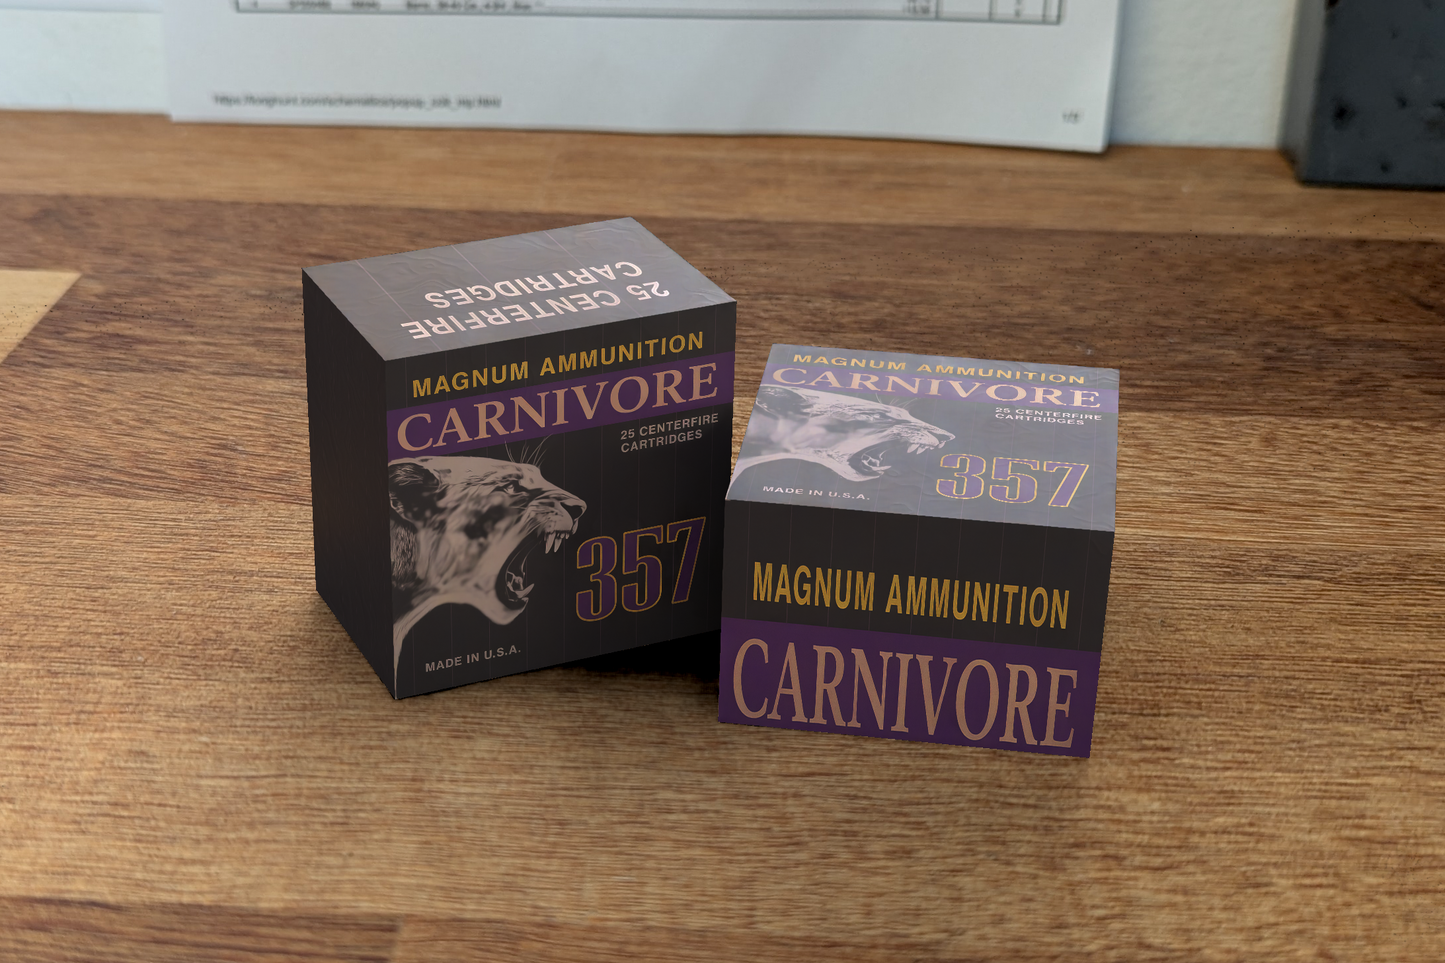 25 CENTERFIRE
CARTRIDGES
MAGNUM AMMUNITION
CARNIVORE
25 CENTERFIRE
CARTRIDGES
357
MADE IN U.S.A.
MAGNUM AMMUNITION
CARNIVORE
25 CENTERFIRE
CARTRIDGES
357
MADE IN U.S.A.
MAGNUM AMMUNITION
CARNIVORE